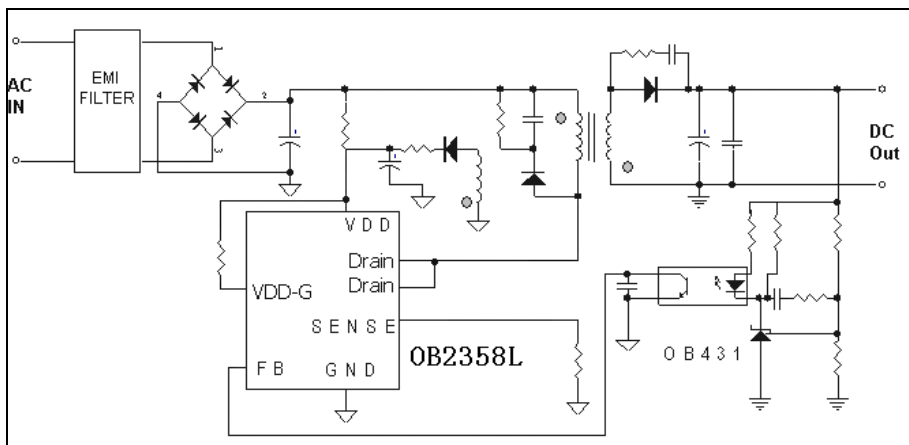 AC
IN
EMI
FILTER
1
4
2
3
DC
Out
VDD
Drain
Drain
VDD-G
SENSE
FB
GND
OB2358L
OB431